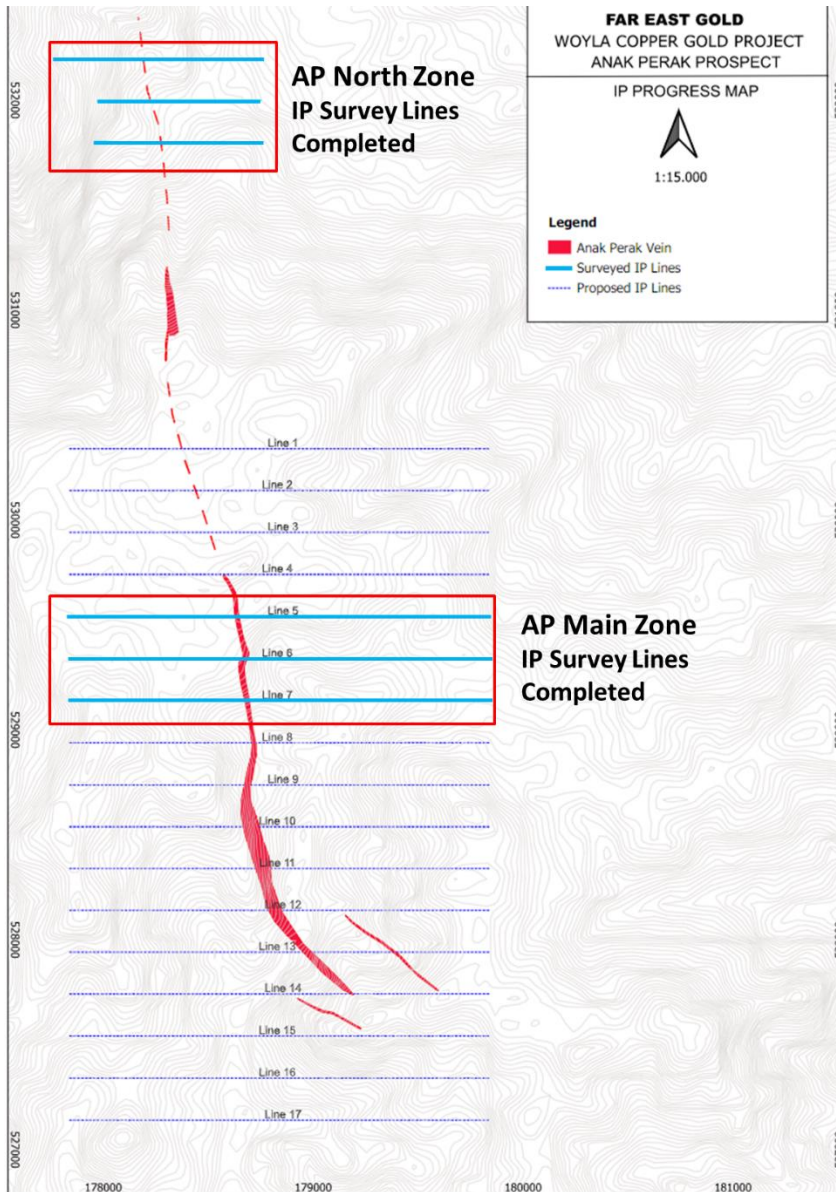 FAR EAST GOLD
WOYLA COPPER GOLD PROJECT
ANAK PERAK PROSPECT
IP PROGRESS MAP
1:15.000
Legend
Anak Perak Vein
Surveyed IP Lines
Proposed IP Lines
AP North Zone
IP Survey Lines
Completed
532000
531000
Line 1
Line 2
530000
Line 3
Line 4
Line 5
AP Main Zone
IP Survey Lines
Completed
Line 6
Line 7
529000
Line 8
Line 9
Line 10
Line 11
Line 12
528000
Line 13
Line 14
Line 15
Line 16
Line 17
527000
178000
179000
180000
181000